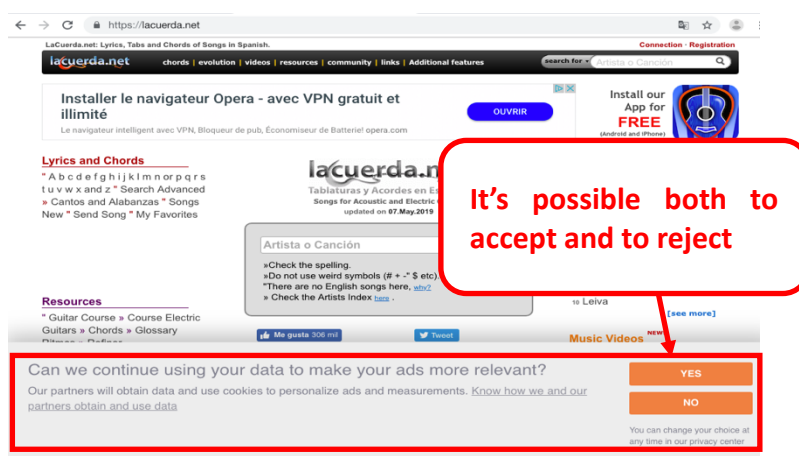 https://lacuerda.net
LaCuerda.net: Lyrics, Tabs and Chords of Songs in Spanish.
Connection · Registration
lacuerda.net
chords | evolution | videos | resources | community | links | Additional features
search for
Artista o Canción
Installer le navigateur Opera - avec VPN gratuit et
illimité
Le navigateur intelligent avec VPN, Bloqueur de pub, Économiseur de Batterie! opera.com
OUVRIR
Install our
App for
FREE
(Android and iPhone)
Lyrics and Chords
" A b c d e f g h i j k l m n o r p q r s
t u v w x and z " Search Advanced
» Cantos and Alabanzas " Songs
New " Send Song " My Favorites
lacuerda.n
Tablaturas y Acordes en Es
Songs for Acoustic and Electric
updated on 07.May.2019
Artista o Canción
»Check the spelling.
»Do not use weird symbols (# + -" $ etc).
"There are no English songs here, why?
» Check the Artists Index here .
It's possible both to
accept and to reject
Resources
" Guitar Course » Course Electric
Guitars » Chords » Glossary
Me gusta 306 mil
Tweet
18 Leiva
[see more]
Music Videos NEW
Can we continue using your data to make your ads more relevant?
Our partners will obtain data and use cookies to personalize ads and measurements. Know how we and our
partners obtain and use data
YES
NO
You can change your choice at
any time in our privacy center